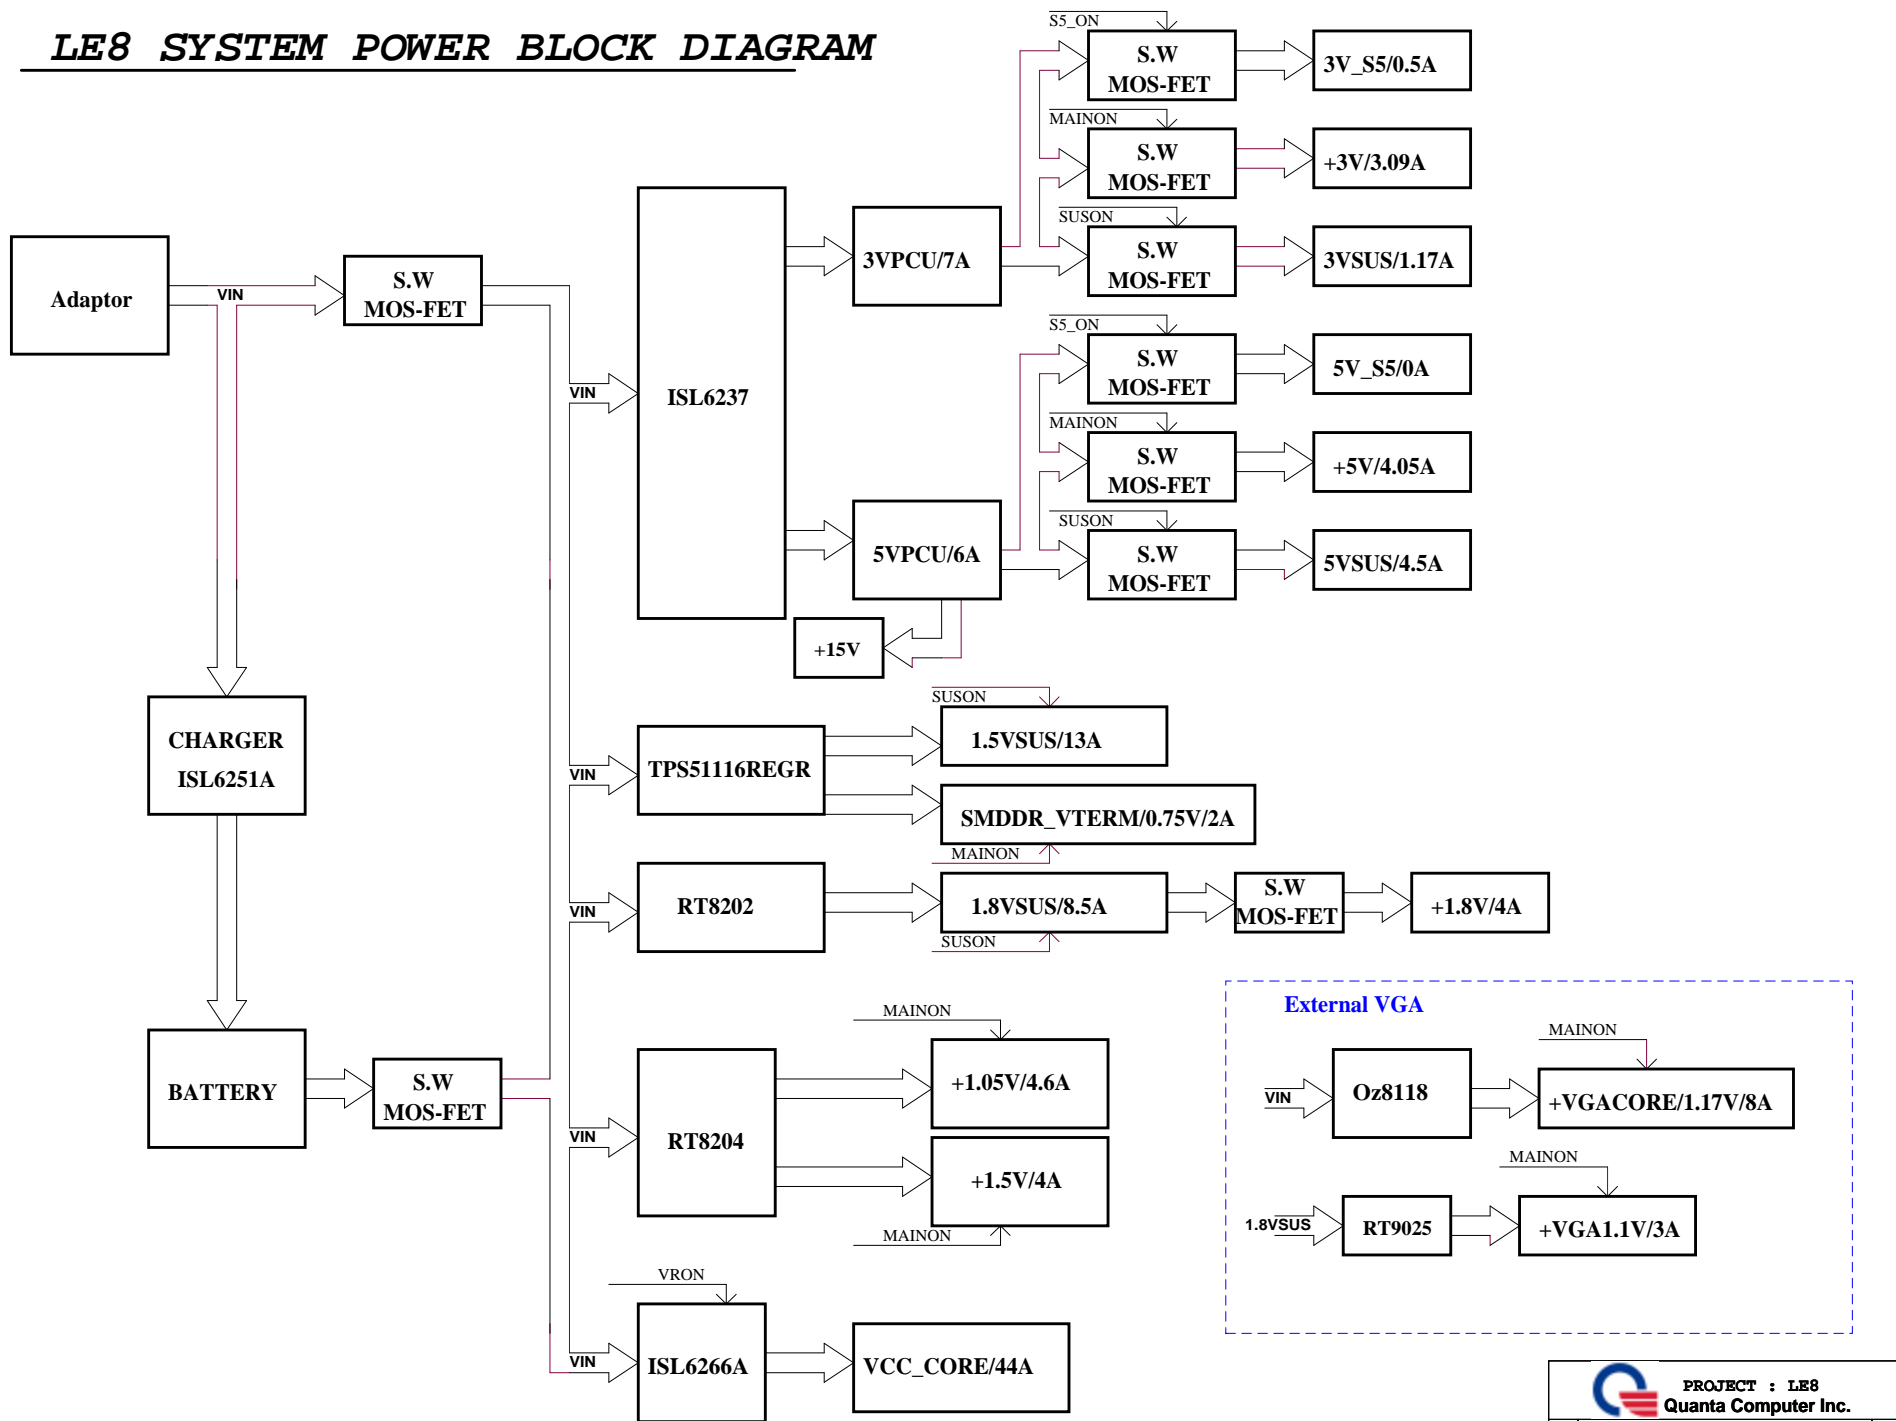 LE8 SYSTEM POWER BLOCK DIAGRAM
S5_ON
S.W
MOS-FET
3V_S5/0.5A
MAINON
S.W
MOS-FET
+3V/3.09A
SUSON
S.W
MOS-FET
3VSUS/1.17A
3VPCU/7A
Adaptor
VIN
S.W
MOS-FET
VIN
ISL6237
S5_ON
S.W
MOS-FET
5V_S5/0A
MAINON
S.W
MOS-FET
+5V/4.05A
SUSON
S.W
MOS-FET
5VSUS/4.5A
5VPCU/6A
+15V
CHARGER
ISL6251A
VIN
TPS51116REGR
SUSON
1.5VSUS/13A
SMDDR_VTERM/0.75V/2A
MAINON
VIN
RT8202
1.8VSUS/8.5A
SUSON
S.W
MOS-FET
+1.8V/4A
BATTERY
S.W
MOS-FET
VIN
RT8204
MAINON
+1.05V/4.6A
+1.5V/4A
MAINON
External VGA
VIN
Oz8118
MAINON
+VGACORE/1.17V/8A
1.8VSUS
RT9025
MAINON
+VGA1.1V/3A
VRON
VIN
ISL6266A
VCC_CORE/44A
PROJECT : LE8
Quanta Computer Inc.